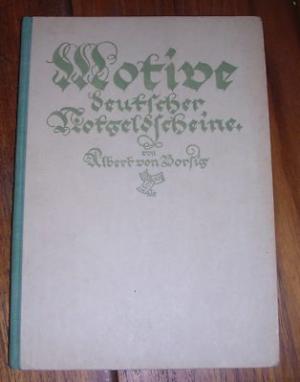 Motive
deutscher
Notgeldscheine.
von
Albert von Borsig